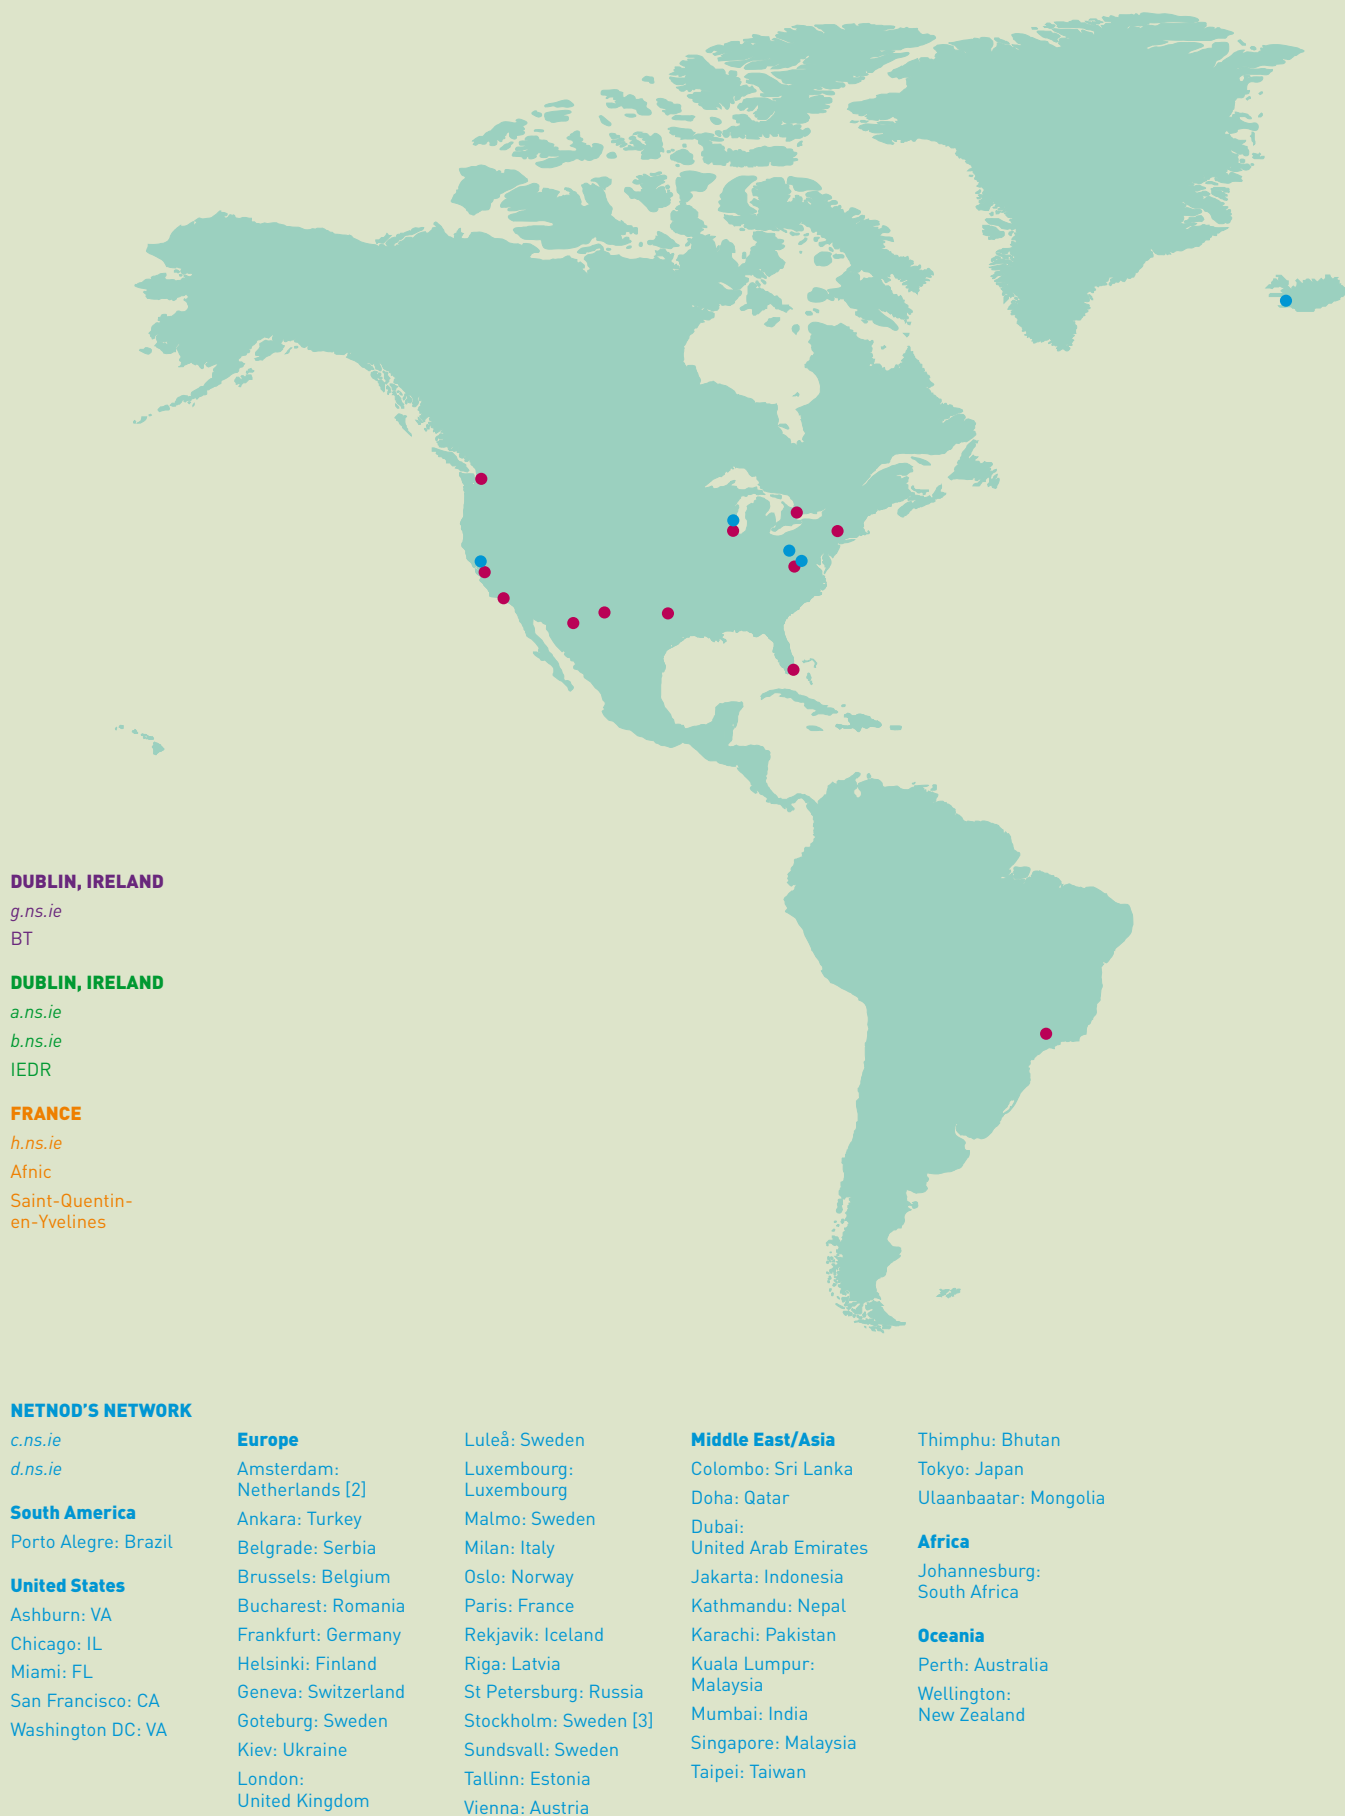 DUBLIN, IRELAND
g.ns.ie
BT
DUBLIN, IRELAND
a.ns.ie
b.ns.ie
IEDR
FRANCE
h.ns.ie
Afnic
Saint-Quentin-
en-Yvelines
NETNOD'S NETWORK
c.ns.ie
d.ns.ie
South America
Porto Alegre: Brazil
United States
Ashburn: VA
Chicago: IL
Miami: FL
San Francisco: CA
Washington DC: VA
Europe
Amsterdam:
Netherlands [2]
Ankara: Turkey
Belgrade: Serbia
Brussels: Belgium
Bucharest: Romania
Frankfurt: Germany
Helsinki: Finland
Geneva: Switzerland
Goteburg: Sweden
Kiev: Ukraine
London:
United Kingdom
Luleå: Sweden
Luxembourg:
Luxembourg
Malmo: Sweden
Milan: Italy
Oslo: Norway
Paris: France
Rekjavik: Iceland
Riga: Latvia
St Petersburg: Russia
Stockholm: Sweden [3]
Sundsvall: Sweden
Tallinn: Estonia
Vienna: Austria
Middle East/Asia
Colombo: Sri Lanka
Doha: Qatar
Dubai:
United Arab Emirates
Jakarta: Indonesia
Kathmandu: Nepal
Karachi: Pakistan
Kuala Lumpur:
Malaysia
Mumbai: India
Singapore: Malaysia
Taipei: Taiwan
Thimphu: Bhutan
Tokyo: Japan
Ulaanbaatar: Mongolia
Africa
Johannesburg:
South Africa
Oceania
Perth: Australia
Wellington:
New Zealand